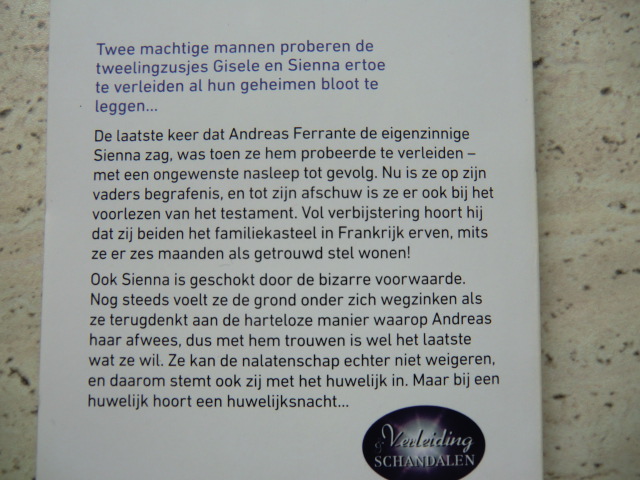 Twee machtige mannen proberen de
tweelingzusjes Gisele en Sienna ertoe
te verleiden al hun geheimen bloot te
leggen...
De laatste keer dat Andreas Ferrante de eigenzinnige
Sienna zag, was toen ze hem probeerde te verleiden –
met een ongewenste nasleep tot gevolg. Nu is ze op zijn
vaders begrafenis, en tot zijn afschuw is ze er ook bij het
voorlezen van het testament. Vol verbijstering hoort hij
dat zij beiden het familiekasteel in Frankrijk erven, mits
ze er zes maanden als getrouwd stel wonen!
Ook Sienna is geschokt door de bizarre voorwaarde.
Nog steeds voelt ze de grond onder zich wegzinken als
ze terugdenkt aan de harteloze manier waarop Andreas
haar afwees, dus met hem trouwen is wel het laatste
wat ze wil. Ze kan de nalatenschap echter niet weigeren,
en daarom stemt ook zij met het huwelijk in. Maar bij een
huwelijk hoort een huwelijksnacht...
Verleiding
& SCHANDALEN